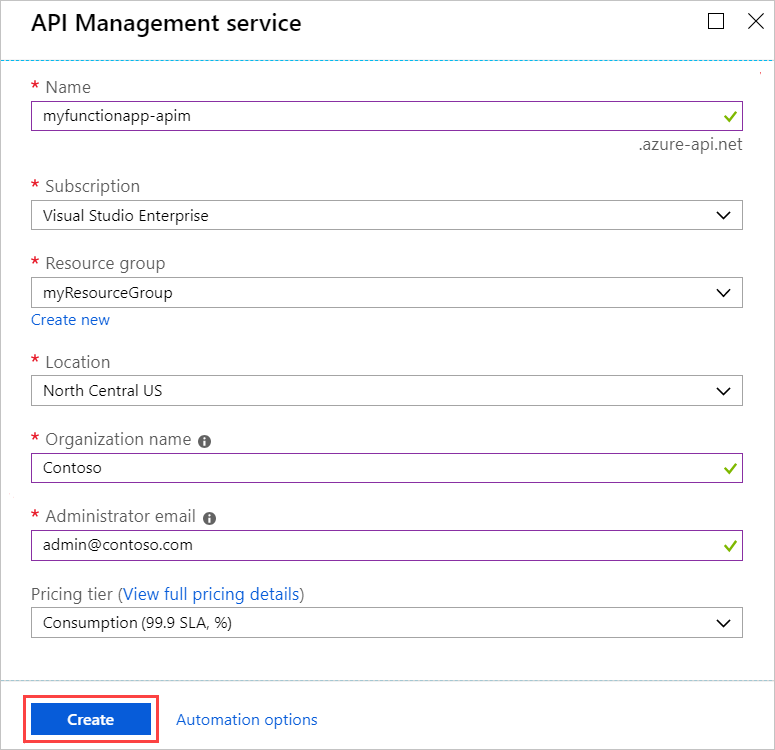 API Management service
* Name
myfunctionapp-apim
.azure-api.net
* Subscription
Visual Studio Enterprise
* Resource group
myResourceGroup
Create new
* Location
North Central US
* Organization name
Contoso
* Administrator email
admin@contoso.com
Pricing tier (View full pricing details)
Consumption (99.9 SLA, %)
Create Automation options